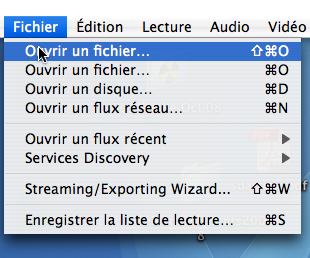 Fichier Édition Lecture Audio Vidéo
Ouvrir un fichier... ⇧⌘O
Ouvrir un fichier... ⌘O
Ouvrir un disque... ⌘D
Ouvrir un flux réseau... ⌘N
Ouvrir un flux récent
Services Discovery
Streaming/Exporting Wizard... ⇧⌘W
Enregistrer la liste de lecture... ⌘S